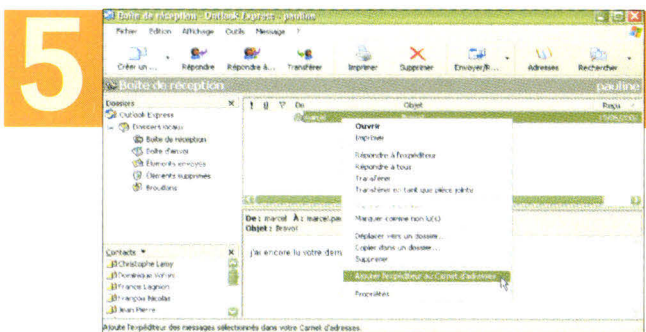 5
Boîte de réception - Outlook Express - pauline
Fichier Edition Affichage Outils Message ?
Créer un ... Répondre Répondre à... Transférer Imprimer Supprimer Envoyer/R... Adresses Rechercher
Boîte de réception pauline
Dossiers
Outlook Express
Dossiers locaux
Boîte de réception
Boîte d'envoi
Éléments envoyés
Éléments supprimés
Brouillons
! De Objet Reçu
marcel
Ouvrir
Imprimer
Répondre à l'expéditeur
Répondre à tous
Transférer
Transférer en tant que pièce jointe
Marquer comme non lu(s)
Déplacer vers un dossier...
Copier dans un dossier...
Supprimer
Ajouter l'expéditeur au Carnet d'adresses
Propriétés
De : marcel À : marcel.pa
Objet : Bravo!
j'ai encore lu votre dern
Contacts
Christophe Leroy
Dominique
France Lagnion
François Nicolas
Jean Pierre
Ajoute l'expéditeur des messages sélectionnés dans votre Carnet d'adresses.